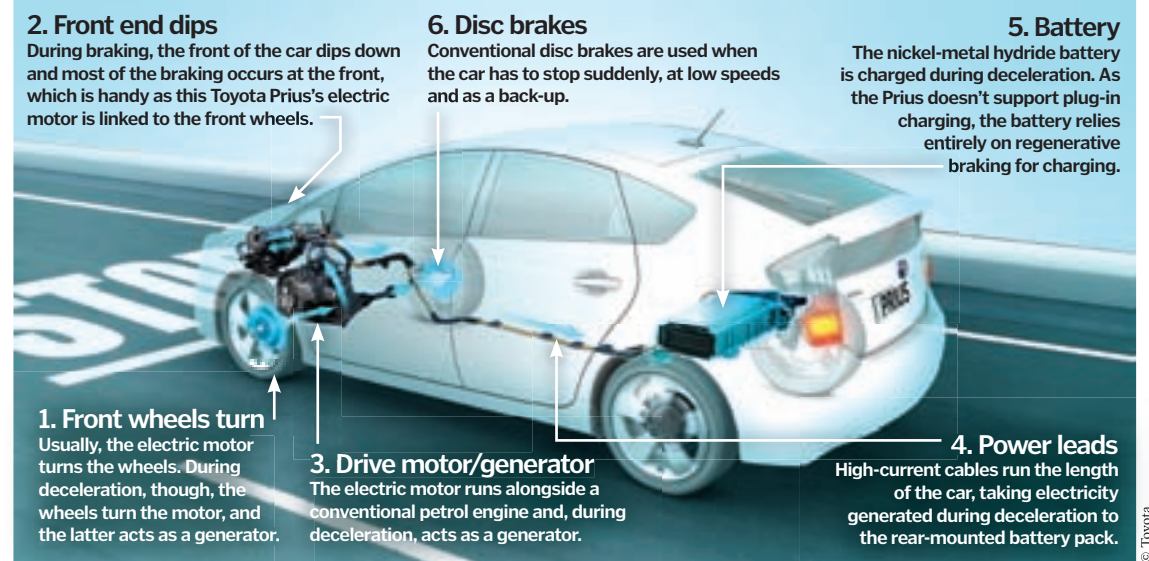 2. Front end dips
During braking, the front of the car dips down
and most of the braking occurs at the front,
which is handy as this Toyota Prius's electric
motor is linked to the front wheels.
6. Disc brakes
Conventional disc brakes are used when
the car has to stop suddenly, at low speeds
and as a back-up.
5. Battery
The nickel-metal hydride battery
is charged during deceleration. As
the Prius doesn't support plug-in
charging, the battery relies
entirely on regenerative
braking for charging.
STO
PRIUS
1. Front wheels turn
Usually, the electric motor
turns the wheels. During
deceleration, though, the
wheels turn the motor, and
the latter acts as a generator.
3. Drive motor/generator
The electric motor runs alongside a
conventional petrol engine and, during
deceleration, acts as a generator.
4. Power leads
High-current cables run the length
of the car, taking electricity
generated during deceleration to
the rear-mounted battery pack.
© Toyota